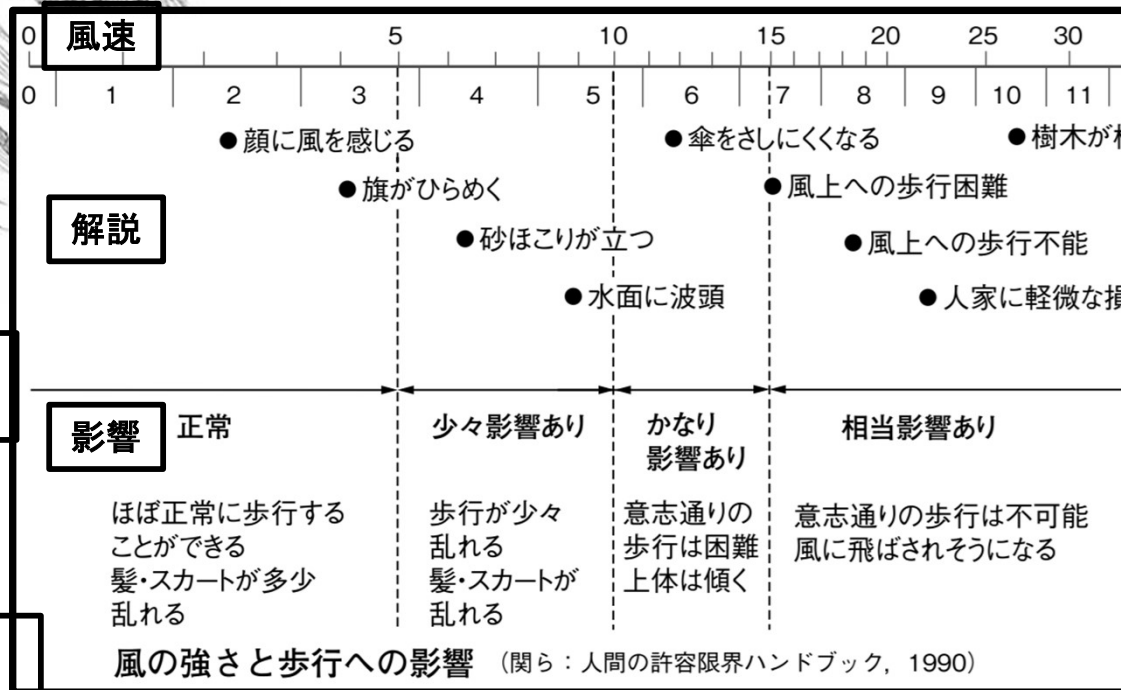 風速
0 5 10 15 20 25 30
0 1 2 3 4 5 6 7 8 9 10 11
解説
●顔に風を感じる
●傘をさしにくくなる
●樹木が
●旗がひらめく
●風上への歩行困難
●砂ほこりが立つ
●風上への歩行不能
●水面に波頭
●人家に軽微な損
影響
正常
少々影響あり
かなり
影響あり
相当影響あり
ほぼ正常に歩行する
ことができる
髪・スカートが多少
乱れる
歩行が少々
乱れる
髪・スカートが
乱れる
意志通りの
歩行は困難
上体は傾く
意志通りの歩行は不可能
風に飛ばされそうになる
風の強さと歩行への影響 (関ら:人間の許容限界ハンドブック, 1990)